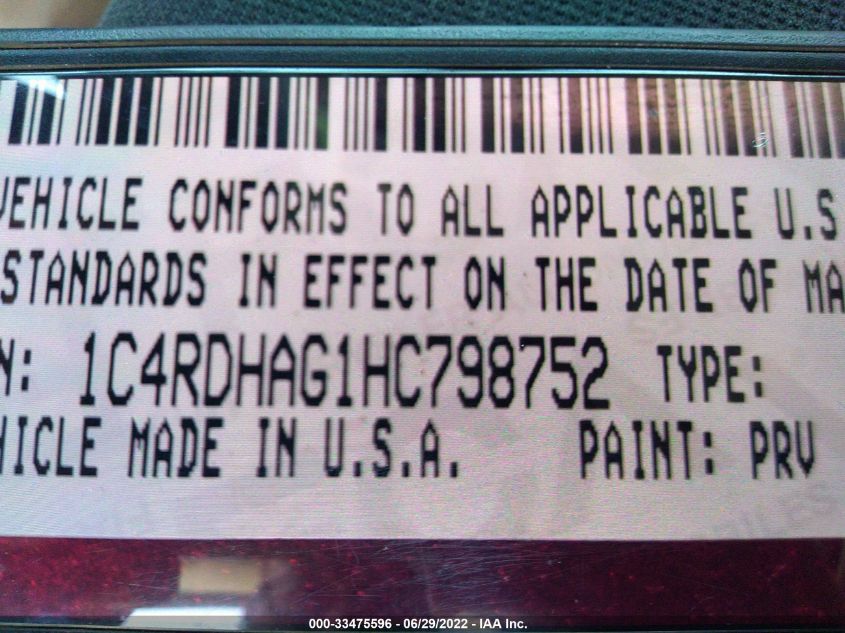 VEHICLE CONFORMS TO ALL APPLICABLE U.S
STANDARDS IN EFFECT ON THE DATE OF MA
N: 1C4RDHAG1HC798752 TYPE:
HICLE MADE IN U.S.A. PAINT: PRV
000-33475596 - 06/29/2022 - IAA Inc.